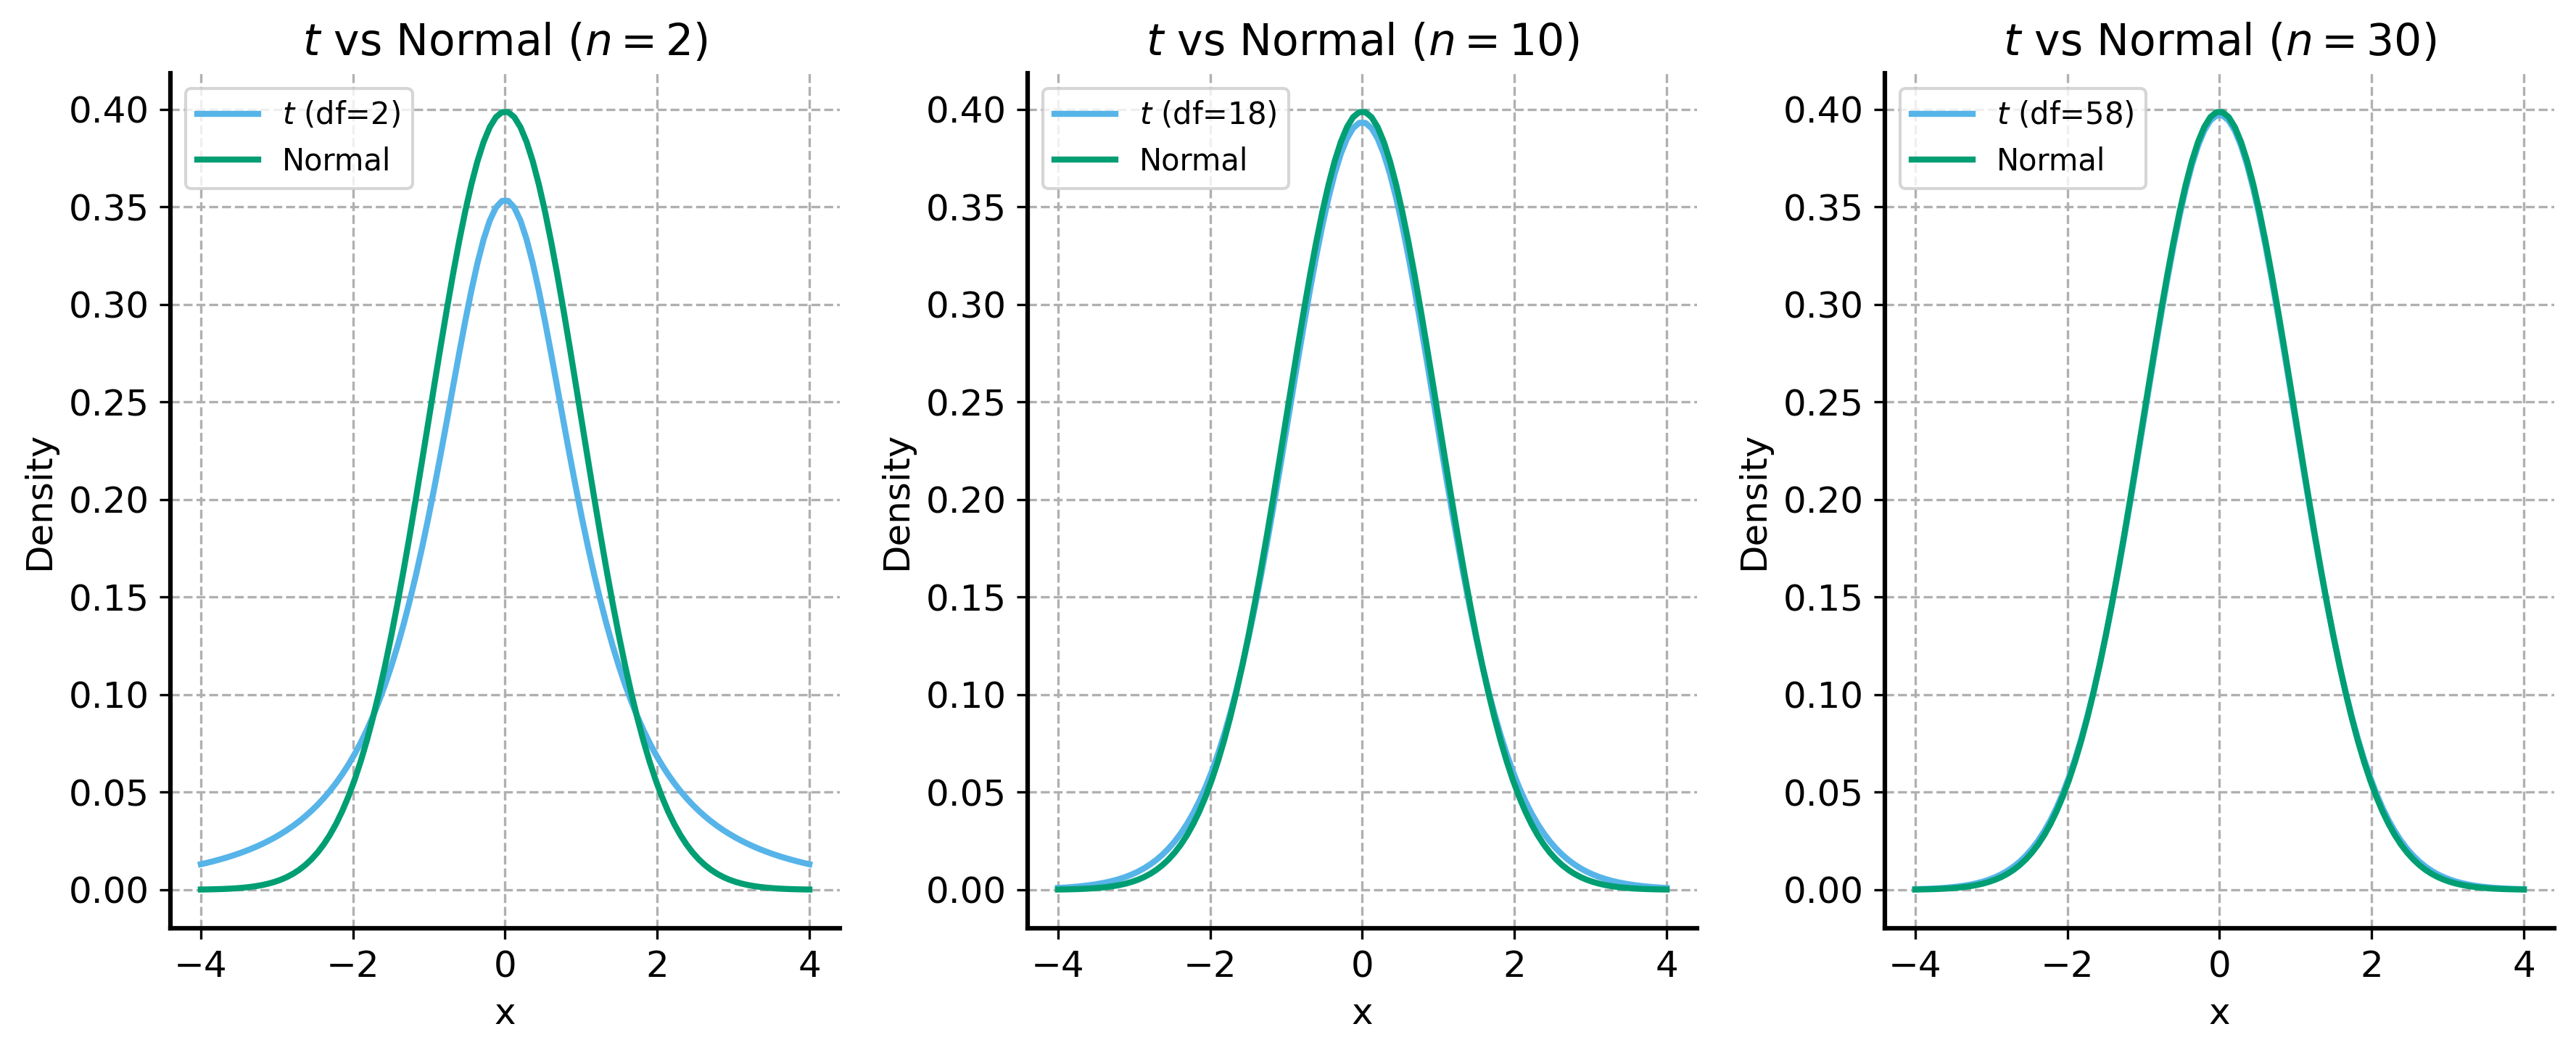 t vs Normal (n = 2)
t (df=2)
Normal
0.40
0.35
0.30
0.25
0.20
0.15
0.10
0.05
0.00
Density
−4 −2 0 2 4
x
t vs Normal (n = 10)
t (df=18)
Normal
0.40
0.35
0.30
0.25
0.20
0.15
0.10
0.05
0.00
Density
−4 −2 0 2 4
x
t vs Normal (n = 30)
t (df=58)
Normal
0.40
0.35
0.30
0.25
0.20
0.15
0.10
0.05
0.00
Density
−4 −2 0 2 4
x